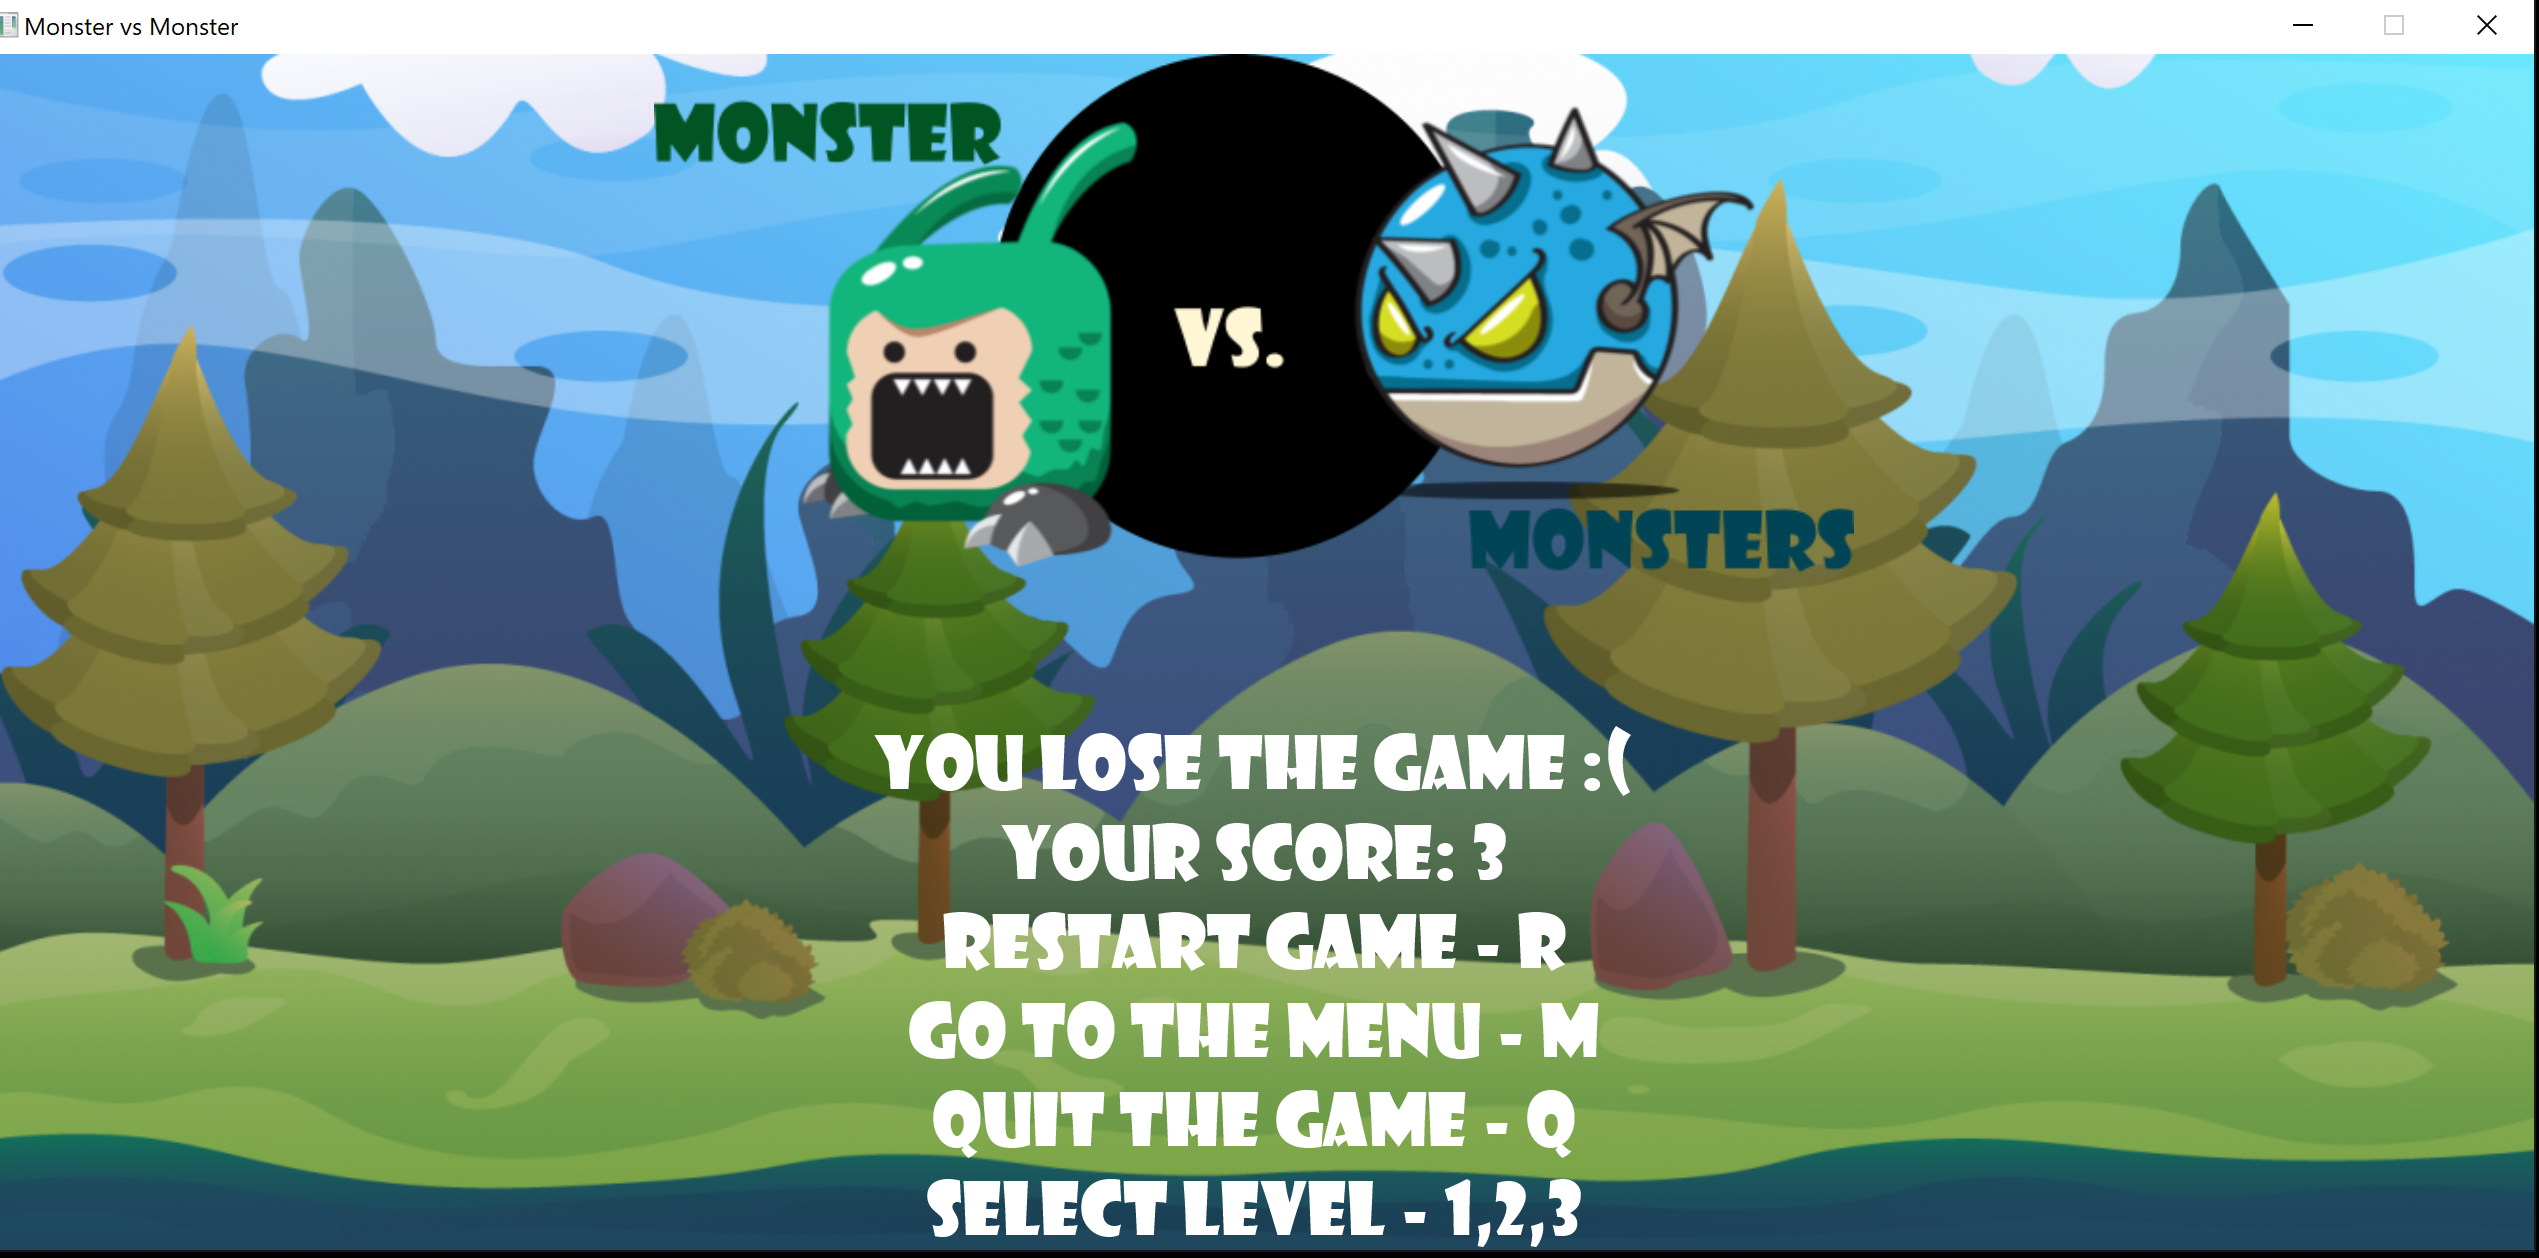 Monster vs Monster
MONSTER
VS.
MONSTERS
YOU LOSE THE GAME :(
YOUR SCORE: 3
RESTART GAME - R
GO TO THE MENU - M
QUIT THE GAME - Q
SELECT LEVEL - 1,2,3